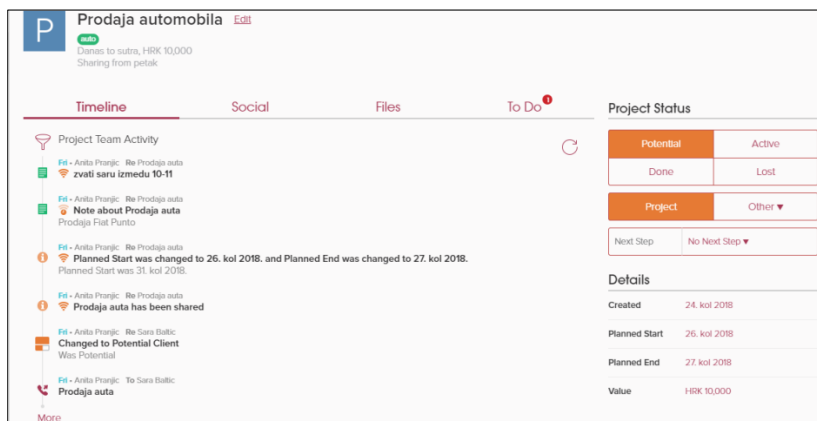 P
Prodaja automobila Edit
auto
Danas to sutra, HRK 10,000
Sharing from petak
Timeline Social Files To Do 1
Project Team Activity
Fri • Anita Pranjic Re Prodaja auta
zvati saru izmedu 10-11
Fri • Anita Pranjic Re Prodaja auta
Note about Prodaja auta
Prodaja Fiat Punto
Fri • Anita Pranjic Re Prodaja auta
Planned Start was changed to 26. kol 2018. and Planned End was changed to 27. kol 2018.
Planned Start was 31. kol 2018.
Fri • Anita Pranjic Re Prodaja auta
Prodaja auta has been shared
Fri • Anita Pranjic Re Sara Baltic
Changed to Potential Client
Was Potential
Fri • Anita Pranjic To Sara Baltic
Prodaja auta
More
Project Status
Potential Active
Done Lost
Project Other ▾
Next Step No Next Step ▾
Details
Created 24. kol 2018
Planned Start 26. kol 2018
Planned End 27. kol 2018
Value HRK 10,000